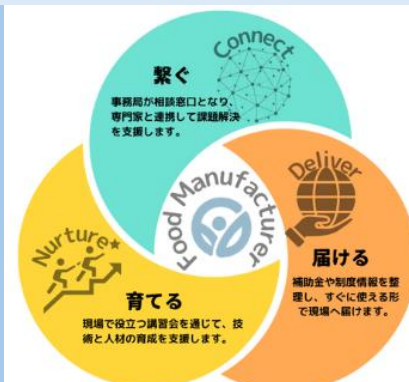 Connect
繋ぐ
事務局が相談窓口となり、
専門家と連携して課題解決
を支援します。
Deliver
届ける
補助金や制度情報を整
理し、すぐに使える形
で現場へ届けます。
Nurture
育てる
現場で役立つ講習会を通じて、技
術と人材の育成を支援します。
Food Manufacturer